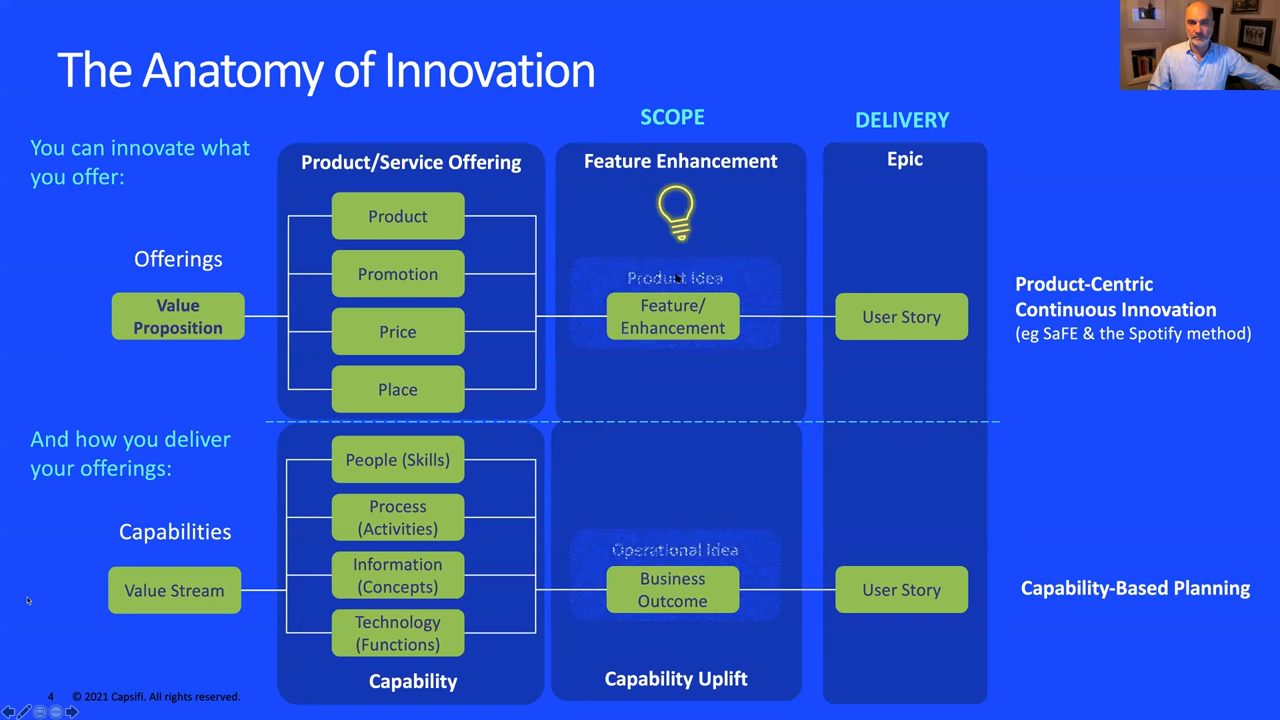 The Anatomy of Innovation
SCOPE
DELIVERY
You can innovate what
you offer:
Product/Service Offering
Feature Enhancement
Epic
Product
Promotion
Price
Place
Offerings
Value
Proposition
Product Idea
Feature/
Enhancement
User Story
Product-Centric
Continuous Innovation
(eg SaFE & the Spotify method)
And how you deliver
your offerings:
People (Skills)
Process
(Activities)
Information
(Concepts)
Technology
(Functions)
Capabilities
Value Stream
Operational Idea
Business
Outcome
User Story
Capability-Based Planning
Capability
Capability Uplift
4 © 2021 Capsifi. All rights reserved.